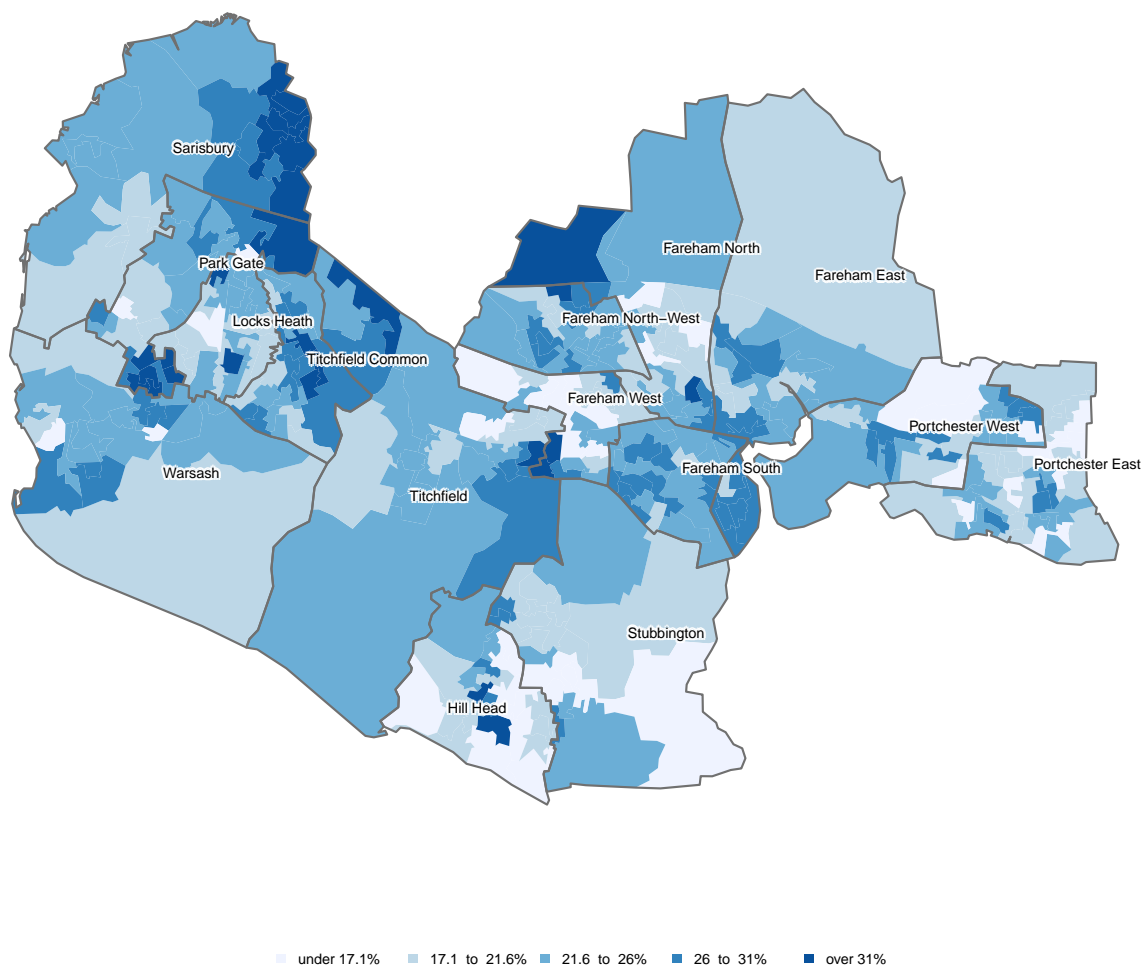 Sarisbury
Fareham North
Park Gate
Fareham East
Locks Heath
Fareham North−West
Titchfield Common
Fareham West
Portchester West
Portchester East
Warsash
Fareham South
Titchfield
Stubbington
Hill Head
under 17.1% 17.1 to 21.6% 21.6 to 26% 26 to 31% over 31%